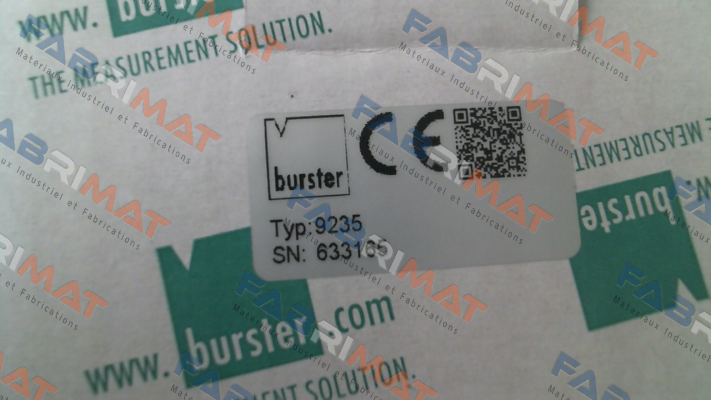 www. burster
THE MEASUREMENT SOLUTION.
burster
CE
Typ:9235
SN: 633165
MEASUREMENT
burster
www.burster.com
MENT SOLUTION.
FABRIMAT
Materiaux Industriel et Fabrications